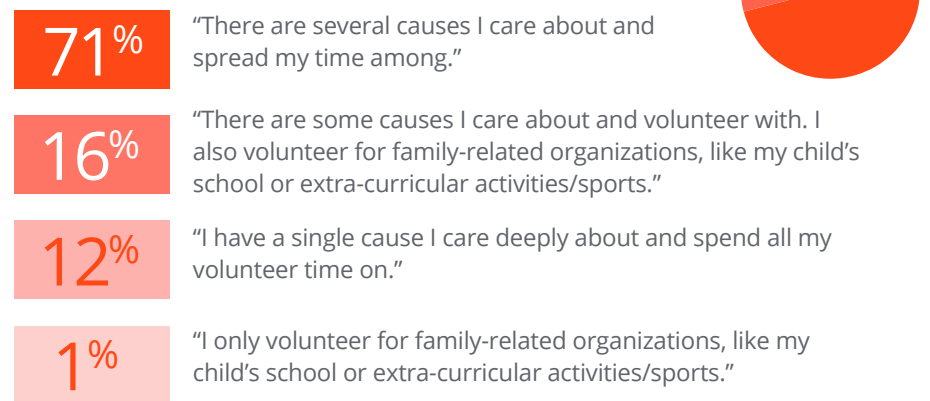 71%
“There are several causes I care about and
spread my time among.”
16%
“There are some causes I care about and volunteer with. I
also volunteer for family-related organizations, like my child’s
school or extra-curricular activities/sports.”
12%
“I have a single cause I care deeply about and spend all my
volunteer time on.”
1%
“I only volunteer for family-related organizations, like my
child’s school or extra-curricular activities/sports.”